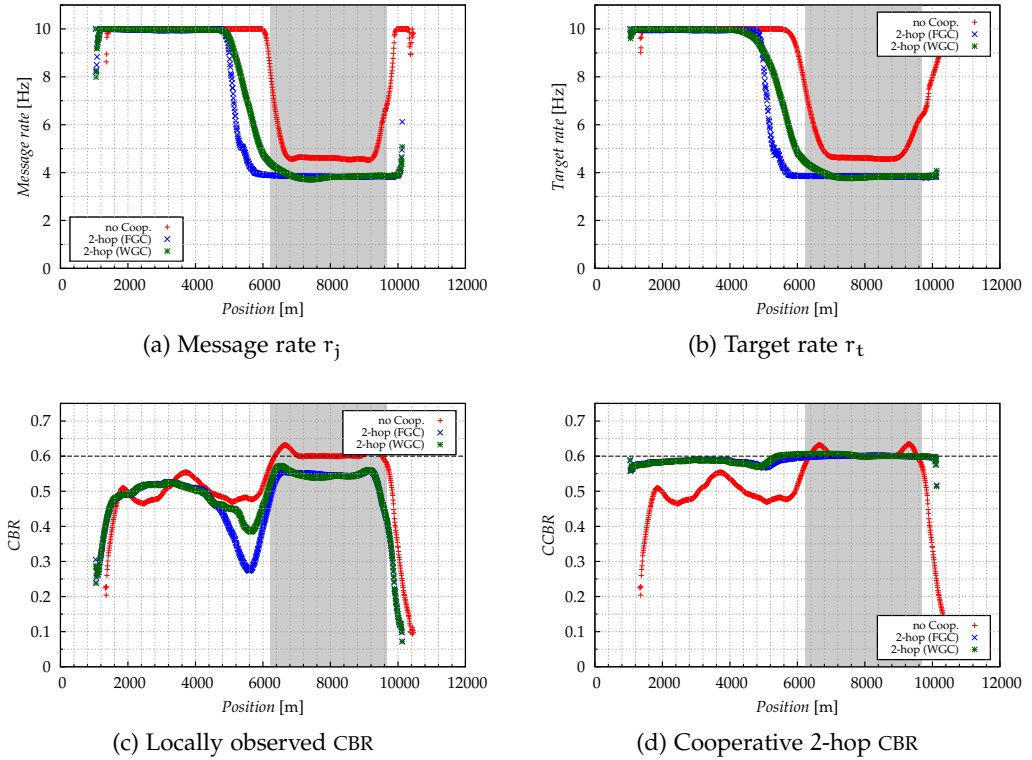 10
8
6
4
2
0
Message rate [Hz]
no Coop.
2-hop (FGC)
2-hop (WGC)
0 2000 4000 6000 8000 10000 12000
Position [m]
(a) Message rate rj
10
8
6
4
2
0
Target rate [Hz]
no Coop.
2-hop (FGC)
2-hop (WGC)
0 2000 4000 6000 8000 10000 12000
Position [m]
(b) Target rate rt
0.7
0.6
0.5
0.4
0.3
0.2
0.1
0
CBR
no Coop.
2-hop (FGC)
2-hop (WGC)
0 2000 4000 6000 8000 10000 12000
Position [m]
(c) Locally observed CBR
0.7
0.6
0.5
0.4
0.3
0.2
0.1
0
CCBR
no Coop.
2-hop (FGC)
2-hop (WGC)
0 2000 4000 6000 8000 10000 12000
Position [m]
(d) Cooperative 2-hop CBR